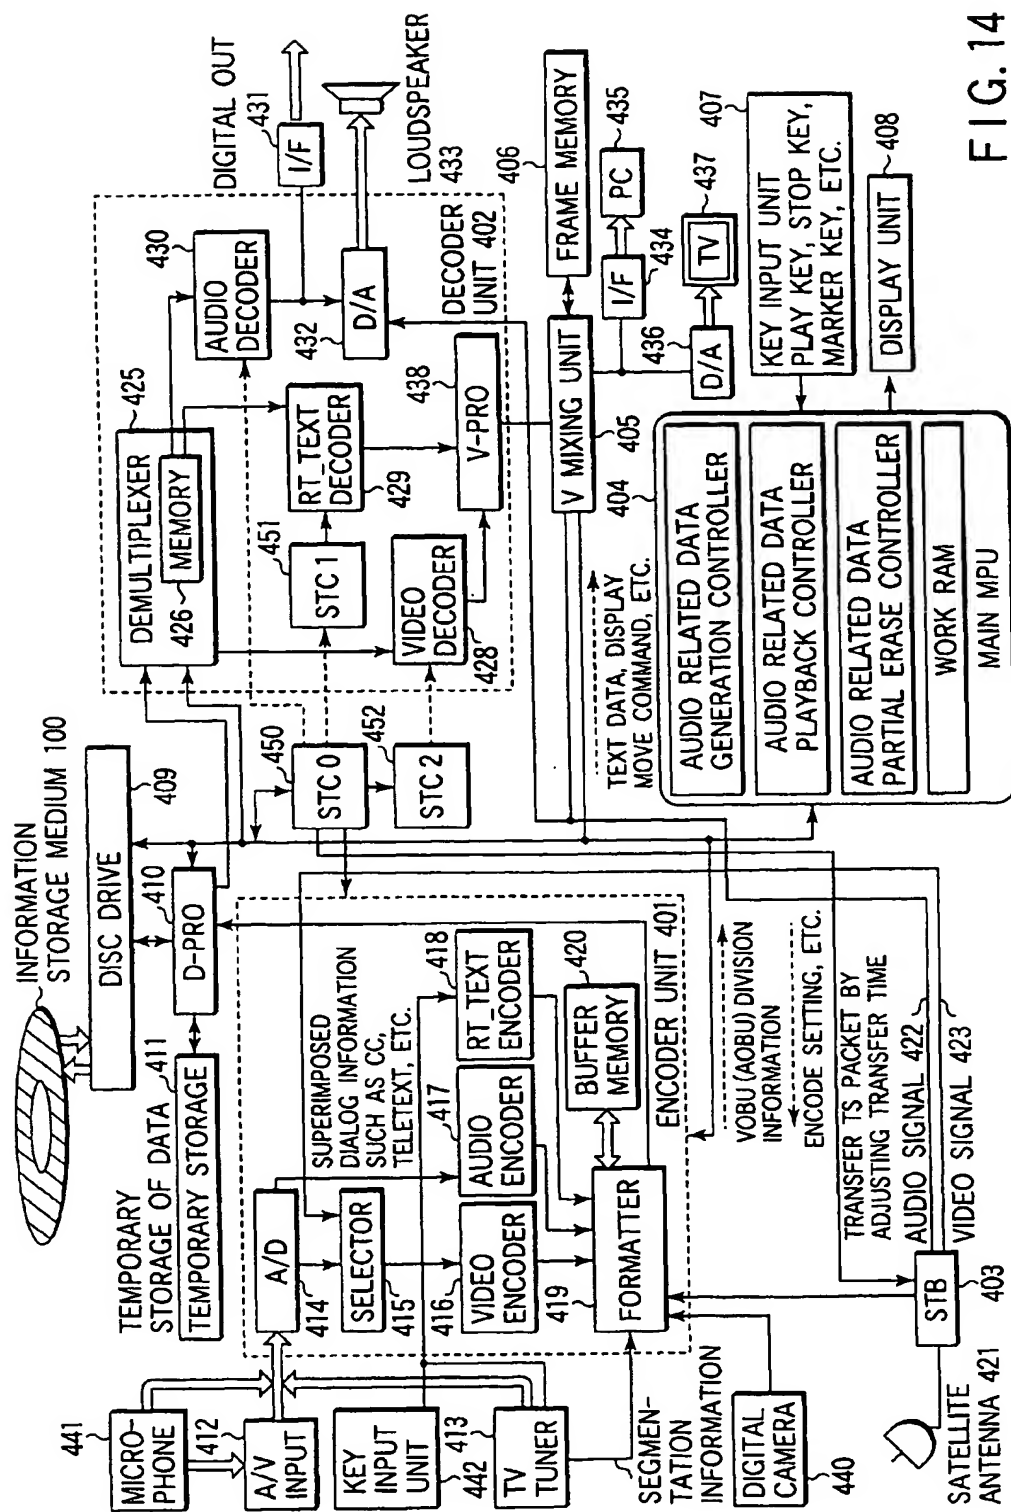 INFORMATION
STORAGE MEDIUM 100
DISC DRIVE
409
D-PRO
410
TEMPORARY
STORAGE OF DATA
TEMPORARY STORAGE
411
441
MICRO-
PHONE
412
A/V
INPUT
KEY
INPUT
UNIT
442
413
TV
TUNER
SEGMEN-
TATION
INFORMATION
DIGITAL
CAMERA
440
SATELLITE
ANTENNA 421
STB
403
A/D
414
SELECTOR
415
SUPERIMPOSED
DIALOG INFORMATION
SUCH AS CC,
TELETEXT, ETC.
416
VIDEO
ENCODER
417
AUDIO
ENCODER
418
RT_TEXT
ENCODER
419
FORMATTER
420
BUFFER
MEMORY
ENCODER UNIT 401
VOBU (AOBU) DIVISION
INFORMATION
ENCODE SETTING, ETC.
TRANSFER TS PACKET BY
ADJUSTING TRANSFER TIME
AUDIO SIGNAL 422
VIDEO SIGNAL 423
450
STC 0
452
STC 2
425
DEMULTIPLEXER
MEMORY
426
451
STC 1
430
AUDIO
DECODER
RT_TEXT
DECODER
429
VIDEO
DECODER
428
432
D/A
438
V-PRO
DECODER
UNIT 402
DIGITAL OUT
431
I/F
LOUDSPEAKER
433
406
FRAME MEMORY
V MIXING UNIT
405
I/F
434
PC
435
436
D/A
TV
437
TEXT DATA, DISPLAY
MOVE COMMAND, ETC.
404
AUDIO RELATED DATA
GENERATION CONTROLLER
AUDIO RELATED DATA
PLAYBACK CONTROLLER
AUDIO RELATED DATA
PARTIAL ERASE CONTROLLER
WORK RAM
MAIN MPU
407
KEY INPUT UNIT
PLAY KEY, STOP KEY,
MARKER KEY, ETC.
408
DISPLAY UNIT
FIG. 14